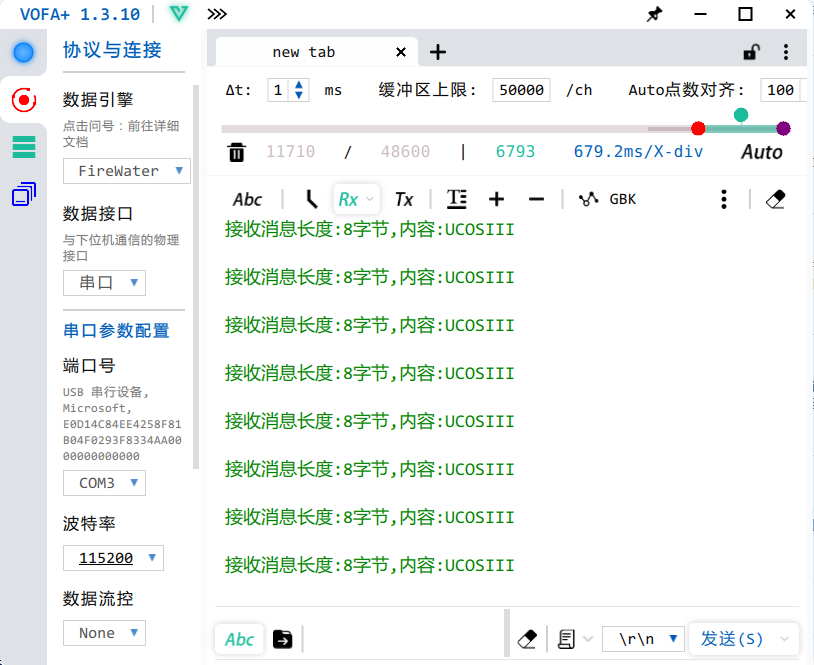 VOFA+ 1.3.10
协议与连接
数据引擎
点击问号：前往详细
文档
FireWater
数据接口
与下位机通信的物理
接口
串口
串口参数配置
端口号
USB 串行设备,
Microsoft,
E0D14C84EE4258F81
B04F0293F8334AA00
00000000000
COM3
波特率
115200
数据流控
None
new tab
Δt: 1 ms 缓冲区上限: 50000 /ch Auto点数对齐: 100
11710 / 48600 | 6793 679.2ms/X-div Auto
Abc Rx Tx T GBK
接收消息长度:8字节,内容:UCOSIII
接收消息长度:8字节,内容:UCOSIII
接收消息长度:8字节,内容:UCOSIII
接收消息长度:8字节,内容:UCOSIII
接收消息长度:8字节,内容:UCOSIII
接收消息长度:8字节,内容:UCOSIII
接收消息长度:8字节,内容:UCOSIII
接收消息长度:8字节,内容:UCOSIII
Abc \r\n 发送(S)